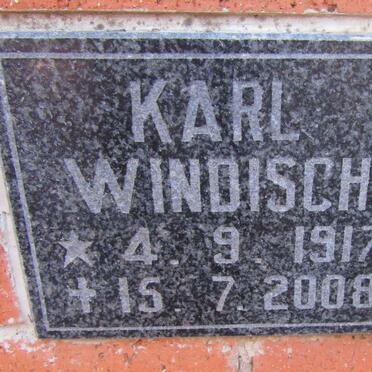 KARL
WINDISCH
★ 4. 9. 1917
✝ 15. 7. 2008